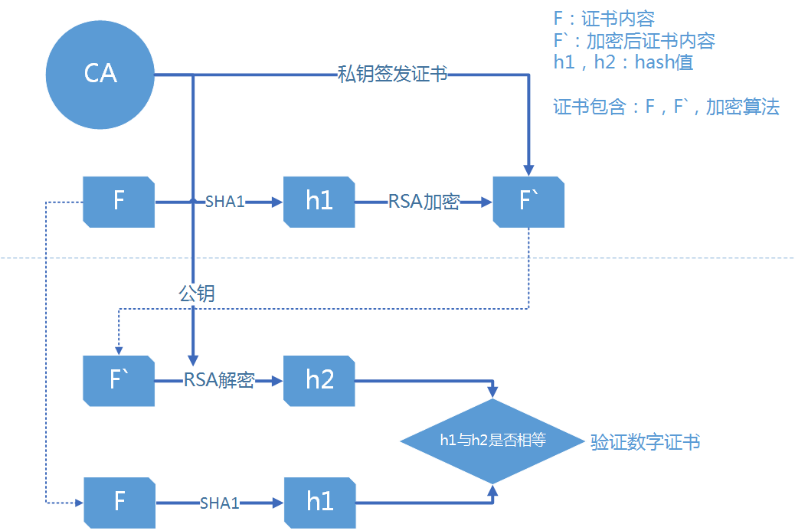 F：证书内容
F`：加密后证书内容
h1，h2：hash值
证书包含：F，F`，加密算法
CA
私钥签发证书
F
SHA1
h1
RSA加密
F`
公钥
F`
RSA解密
h2
h1与h2是否相等
验证数字证书
F
SHA1
h1